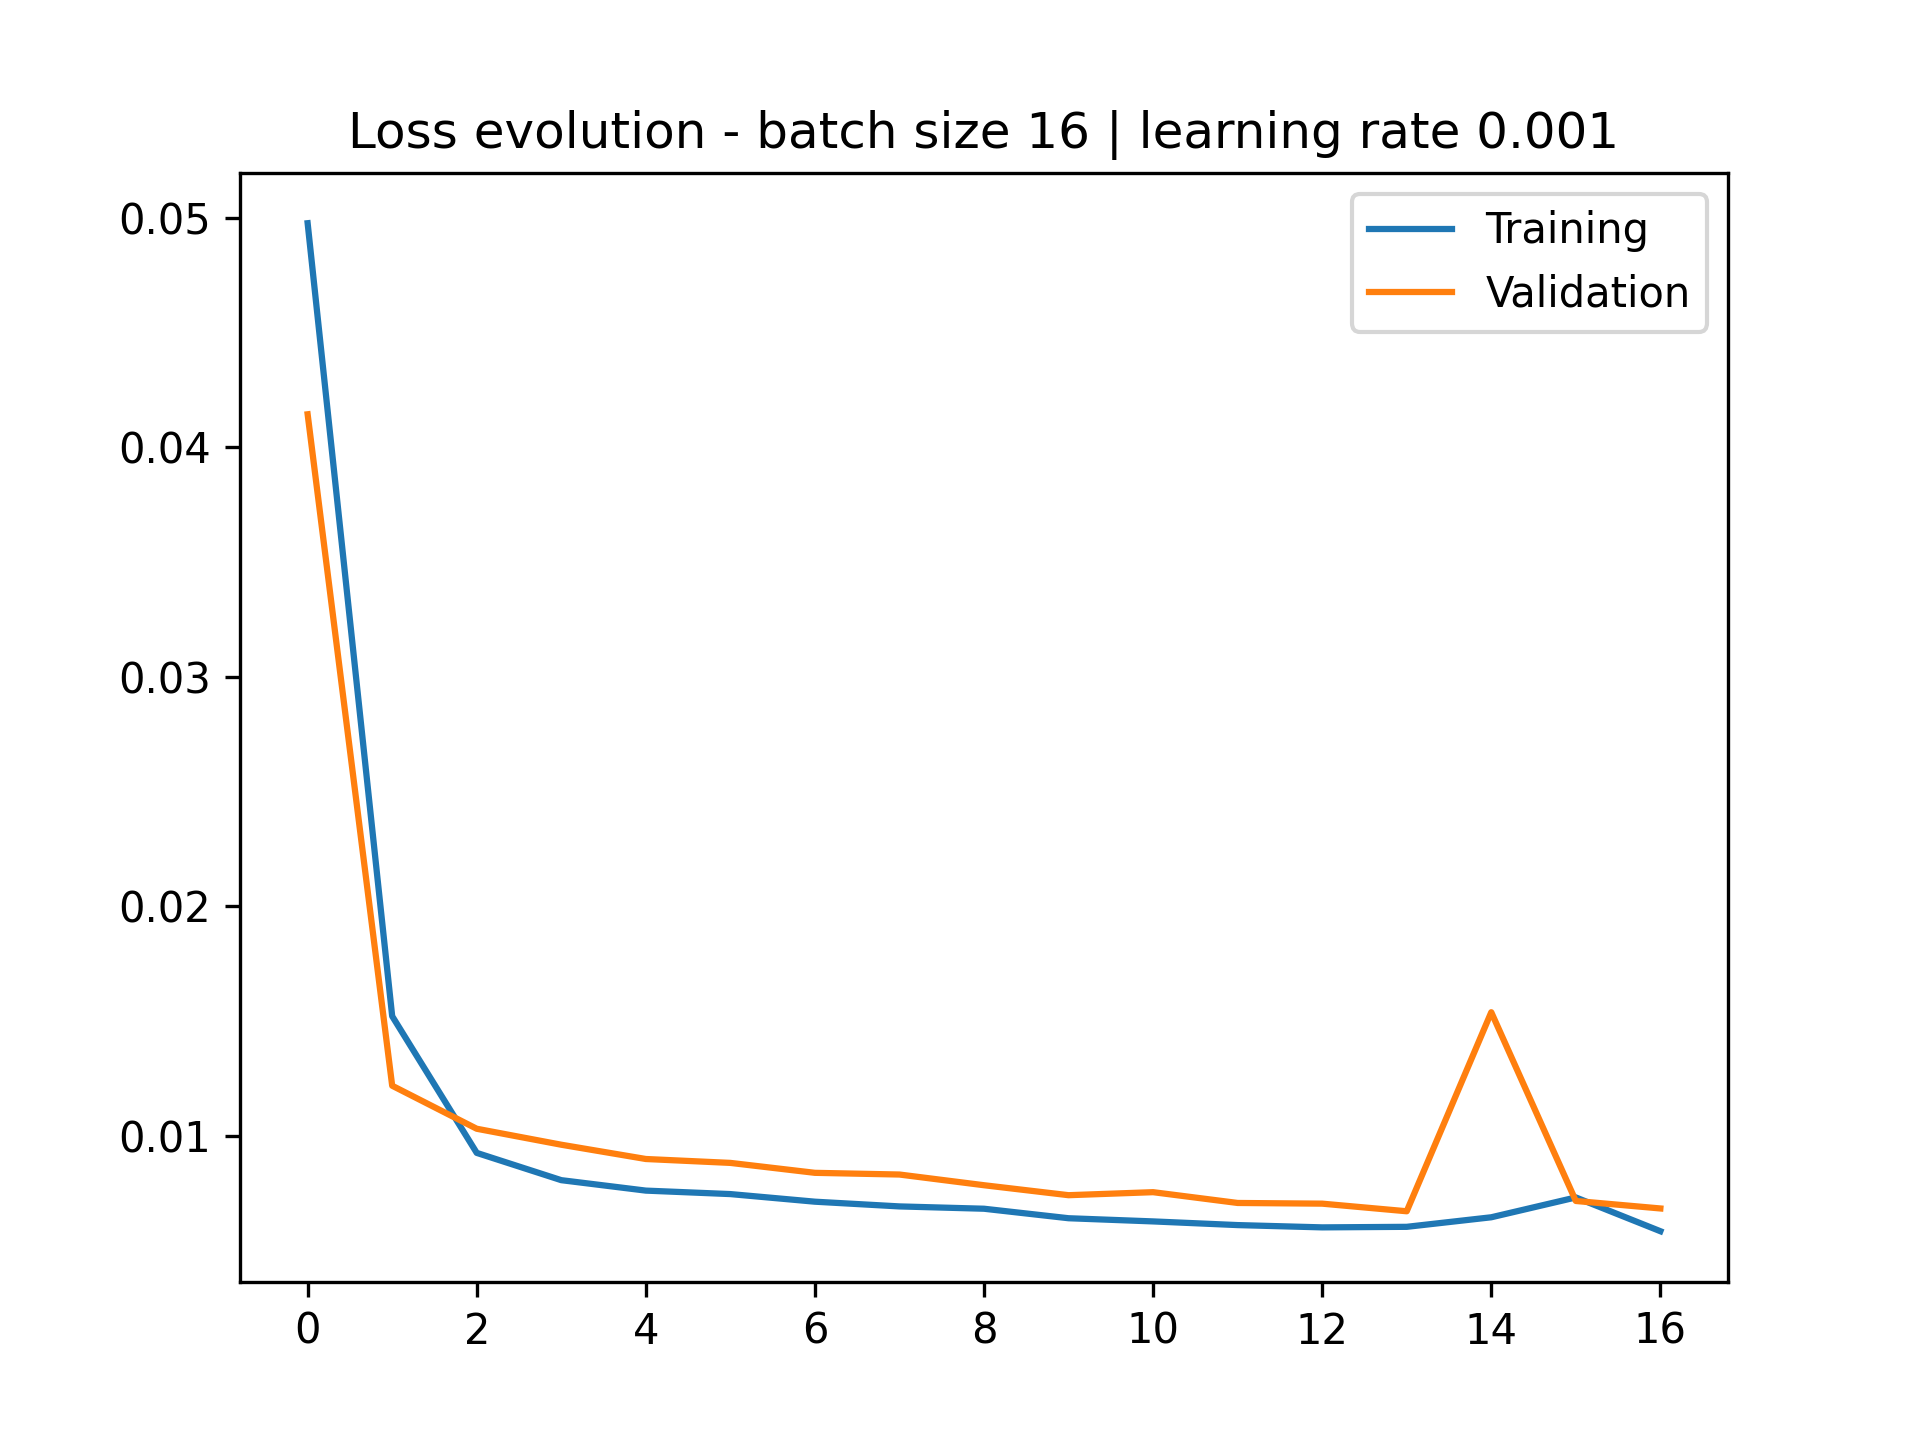 Loss evolution - batch size 16 | learning rate 0.001
Training
Validation
0.05
0.04
0.03
0.02
0.01
0 2 4 6 8 10 12 14 16